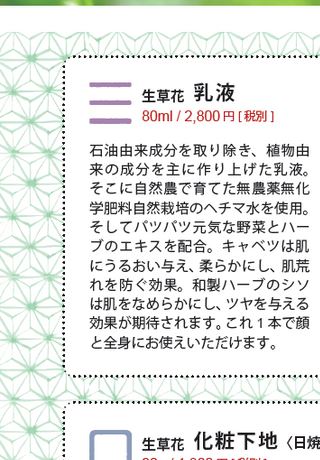 生草花 乳液
80ml / 2,800 円 [ 税別 ]
石油由来成分を取り除き、植物由
来の成分を主に作り上げた乳液。
そこに自然農で育てた無農薬無化
学肥料自然栽培のヘチマ水を使用。
そしてパツパツ元気な野菜とハー
ブのエキスを配合。キャベツは肌
にうるおい与え、柔らかにし、肌荒
れを防ぐ効果。和製ハーブのシソ
は肌をなめらかにし、ツヤを与える
効果が期待されます。これ 1 本で顔
と全身にお使えいただけます。
生草花 化粧下地〈日焼